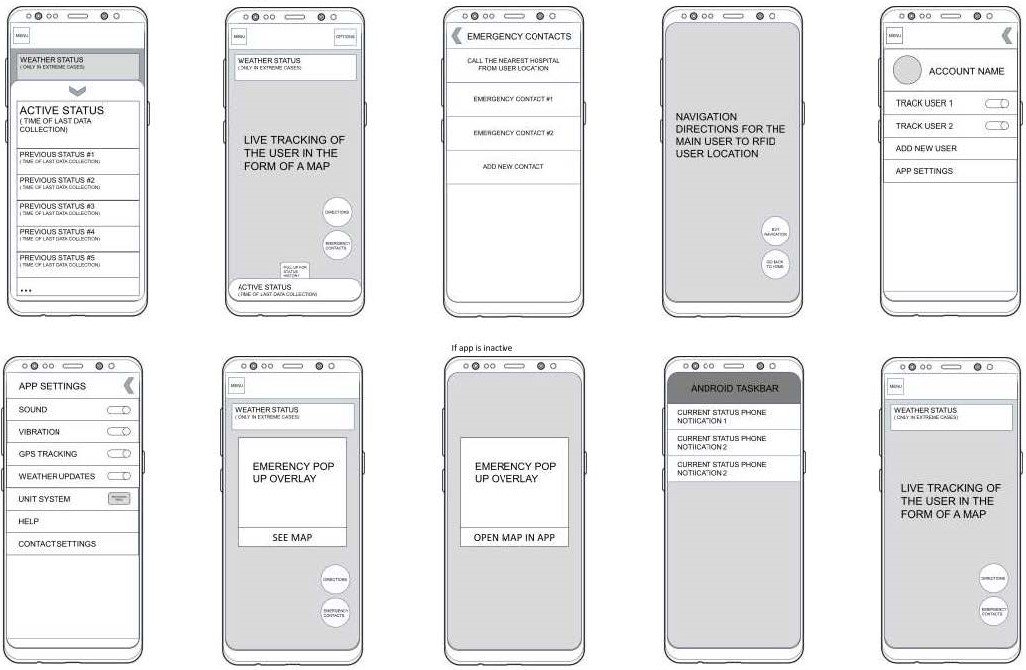 MENU
WEATHER STATUS
( ONLY IN EXTREME CASES)
ACTIVE STATUS
( TIME OF LAST DATA
COLLECTION)
PREVIOUS STATUS #1
( TIME OF LAST DATA COLLECTION)
PREVIOUS STATUS #2
( TIME OF LAST DATA COLLECTION)
PREVIOUS STATUS #3
( TIME OF LAST DATA COLLECTION)
PREVIOUS STATUS #4
( TIME OF LAST DATA COLLECTION)
PREVIOUS STATUS #5
( TIME OF LAST DATA COLLECTION)
...
MENU
OPTIONS
WEATHER STATUS
( ONLY IN EXTREME CASES)
LIVE TRACKING OF
THE USER IN THE
FORM OF A MAP
DIRECTIONS
EMERGENCY
CONTACTS
PULL UP FOR
STATUS
HISTORY
ACTIVE STATUS
(TIME OF LAST DATA COLLECTION)
EMERGENCY CONTACTS
CALL THE NEAREST HOSPITAL
FROM USER LOCATION
EMERGENCY CONTACT #1
EMERGENCY CONTACT #2
ADD NEW CONTACT
NAVIGATION
DIRECTIONS FOR THE
MAIN USER TO RFID
USER LOCATION
NAVIGATION
GO BACK
TO HOME
MENU
ACCOUNT NAME
TRACK USER 1
TRACK USER 2
ADD NEW USER
APP SETTINGS
APP SETTINGS
SOUND
VIBRATION
GPS TRACKING
WEATHER UPDATES
UNIT SYSTEM
HELP
CONTACT SETTINGS
MENU
WEATHER STATUS
( ONLY IN EXTREME CASES)
EMERENCY POP
UP OVERLAY
SEE MAP
DIRECTIONS
EMERGENCY
CONTACTS
If app is inactive
EMERENCY POP
UP OVERLAY
OPEN MAP IN APP
ANDROID TASKBAR
CURRENT STATUS PHONE
NOTIICATION 1
CURRENT STATUS PHONE
NOTIICATION 2
CURRENT STATUS PHONE
NOTIICATION 2
MENU
WEATHER STATUS
( ONLY IN EXTREME CASES)
LIVE TRACKING OF
THE USER IN THE
FORM OF A MAP
DIRECTIONS
EMERGENCY
CONTACTS